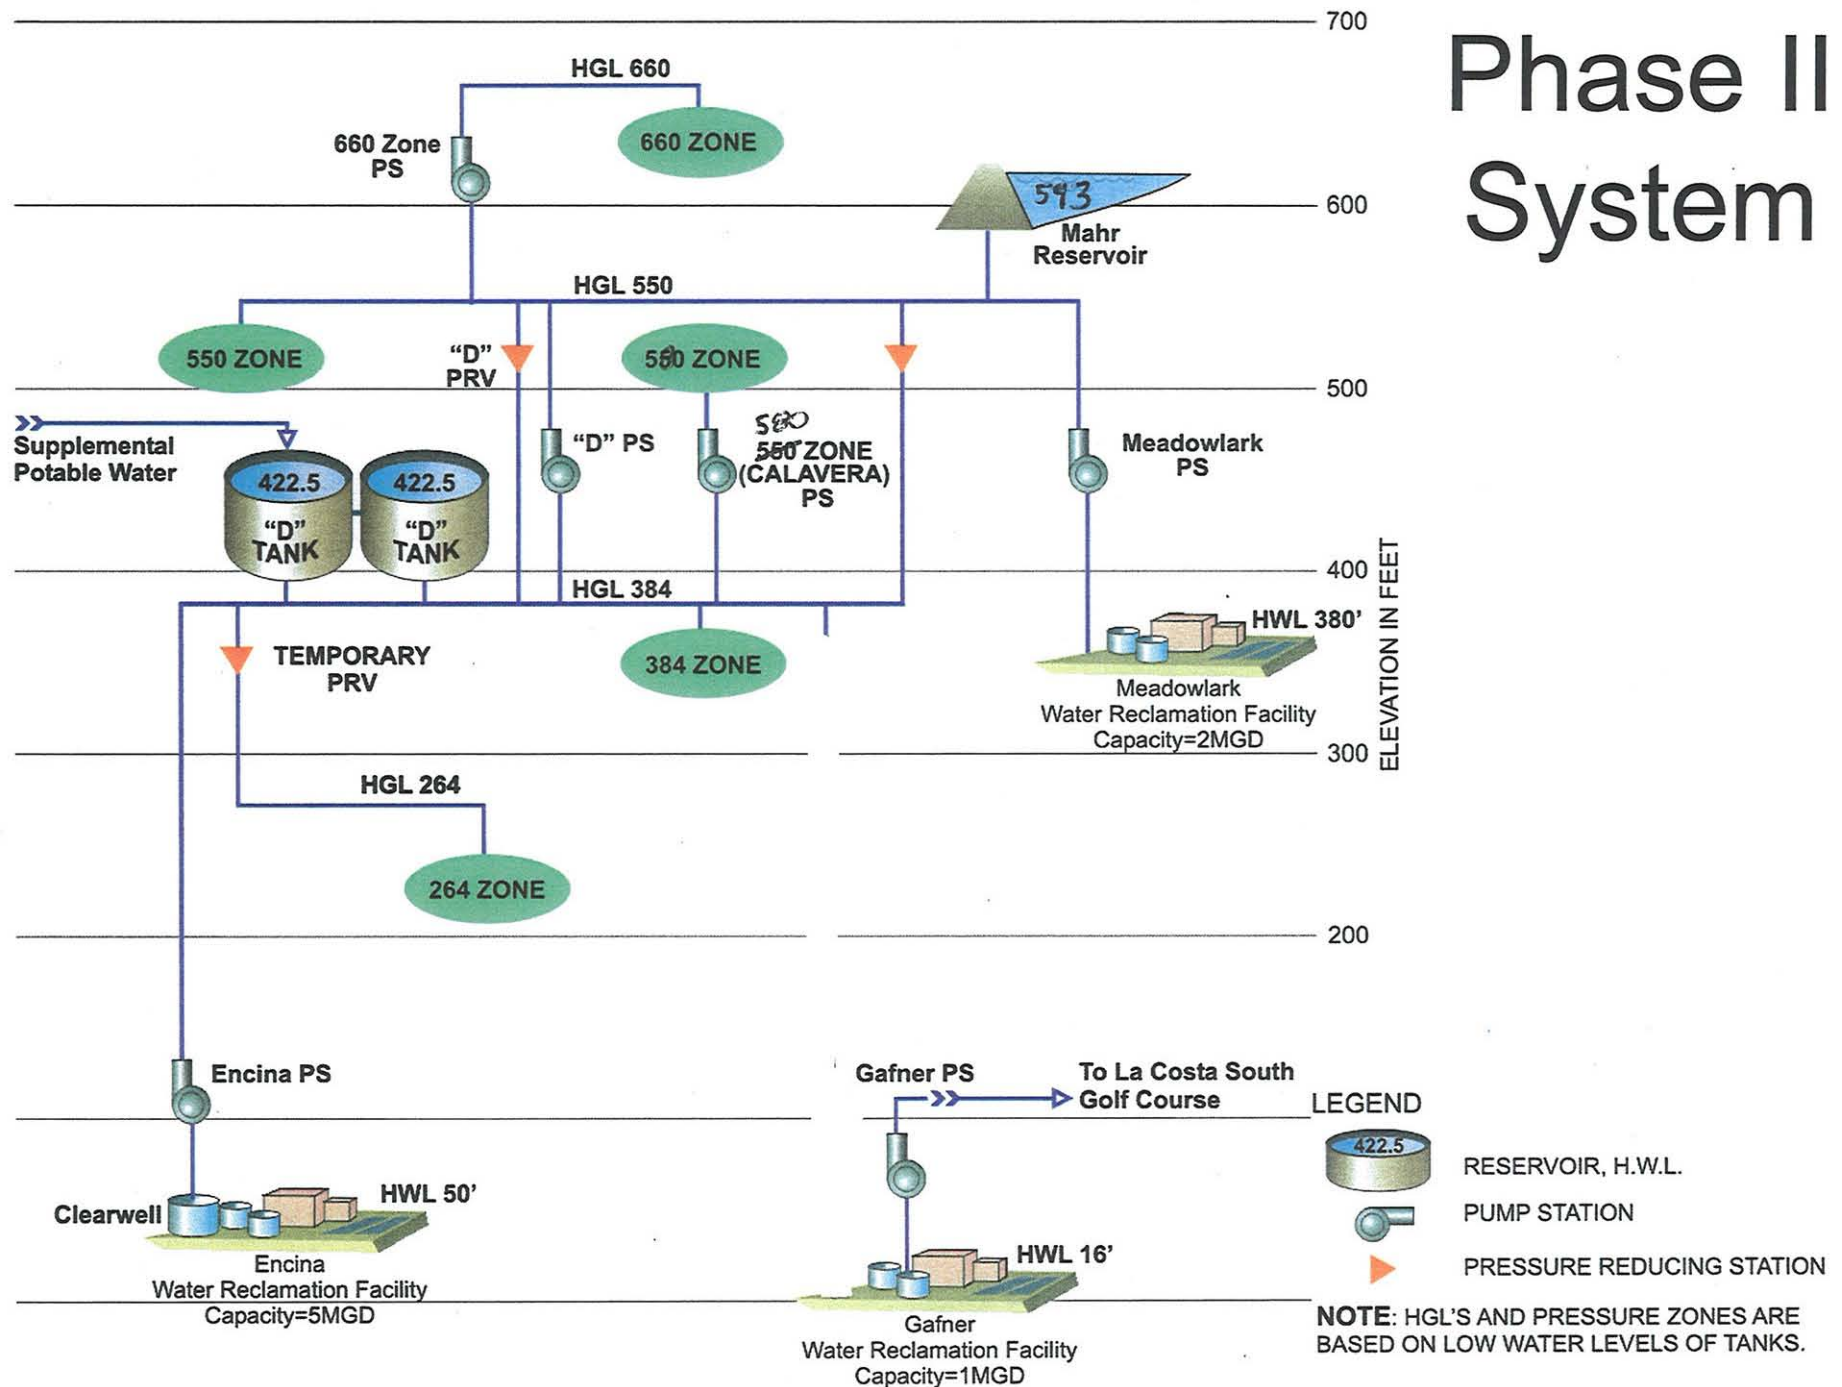 Phase II
System
700
HGL 660
660 Zone
PS
660 ZONE
593
600
Mahr
Reservoir
HGL 550
550 ZONE
“D”
PRV
580 ZONE
500
Supplemental
Potable Water
“D” PS
580
550 ZONE
(CALAVERA)
PS
Meadowlark
PS
422.5
“D”
TANK
422.5
“D”
TANK
400
HGL 384
HWL 380’
TEMPORARY
PRV
384 ZONE
Meadowlark
Water Reclamation Facility
Capacity=2MGD
ELEVATION IN FEET
300
HGL 264
264 ZONE
200
Encina PS
Gafner PS
To La Costa South
Golf Course
Clearwell
HWL 50’
Encina
Water Reclamation Facility
Capacity=5MGD
HWL 16’
Gafner
Water Reclamation Facility
Capacity=1MGD
LEGEND
422.5
RESERVOIR, H.W.L.
PUMP STATION
PRESSURE REDUCING STATION
NOTE: HGL'S AND PRESSURE ZONES ARE
BASED ON LOW WATER LEVELS OF TANKS.